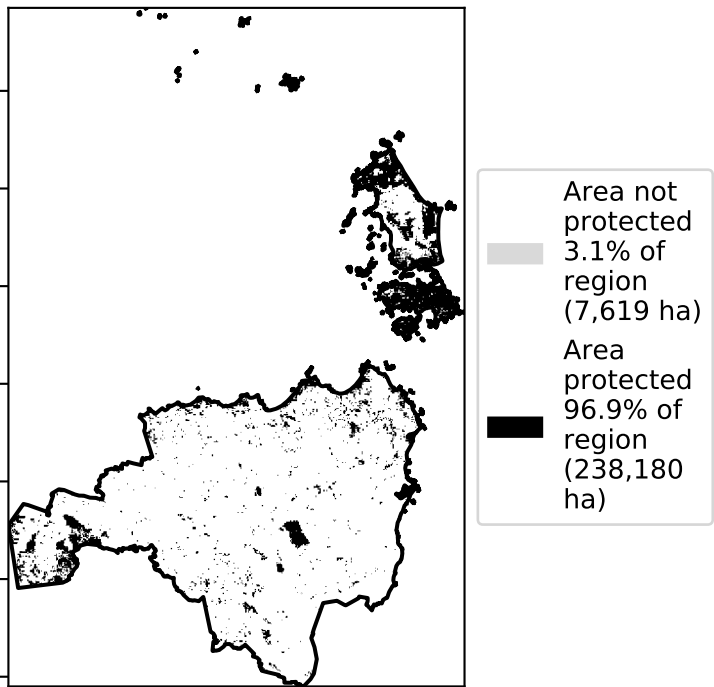 Area not
protected
3.1% of
region
(7,619 ha)
Area
protected
96.9% of
region
(238,180
ha)